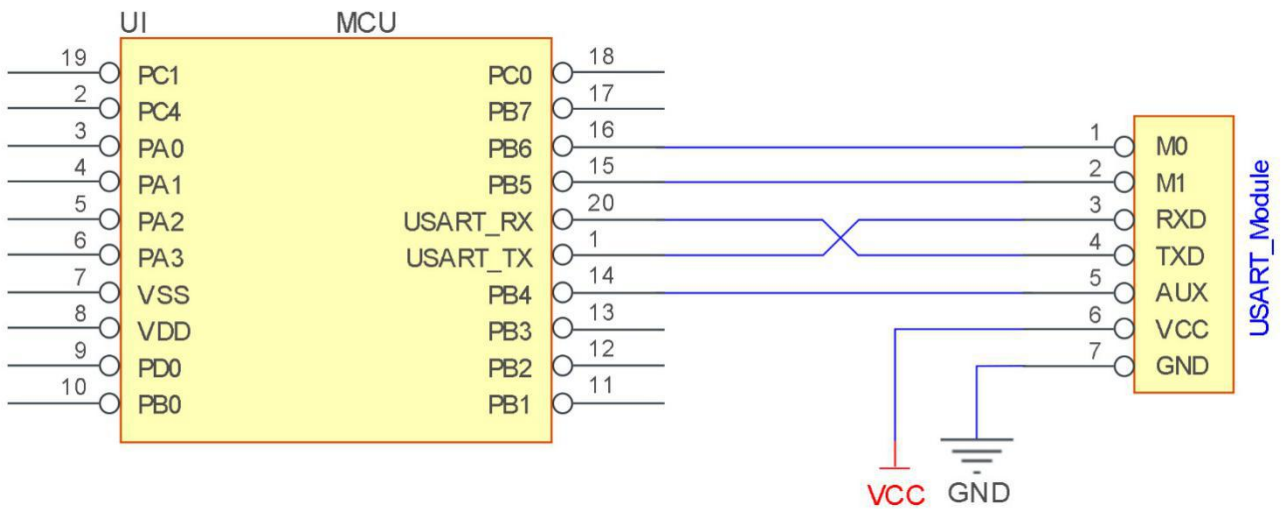 UI MCU
19 PC1 PC0 18
2 PC4 PB7 17
3 PA0 PB6 16 1 M0
4 PA1 PB5 15 2 M1
5 PA2 USART_RX 20 3 RXD
6 PA3 USART_TX 1 4 TXD
7 VSS PB4 14 5 AUX
8 VDD PB3 13 6 VCC
9 PD0 PB2 12 7 GND
10 PB0 PB1 11
USART_Module
VCC GND